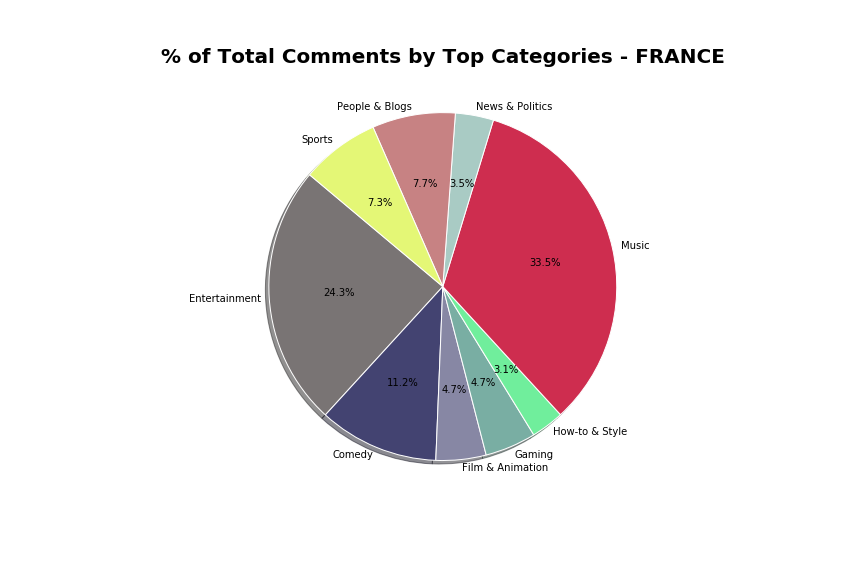 % of Total Comments by Top Categories - FRANCE
People & Blogs
News & Politics
Sports
7.7%
3.5%
7.3%
Music
33.5%
Entertainment
24.3%
11.2%
4.7%
4.7%
3.1%
How-to & Style
Comedy
Gaming
Film & Animation